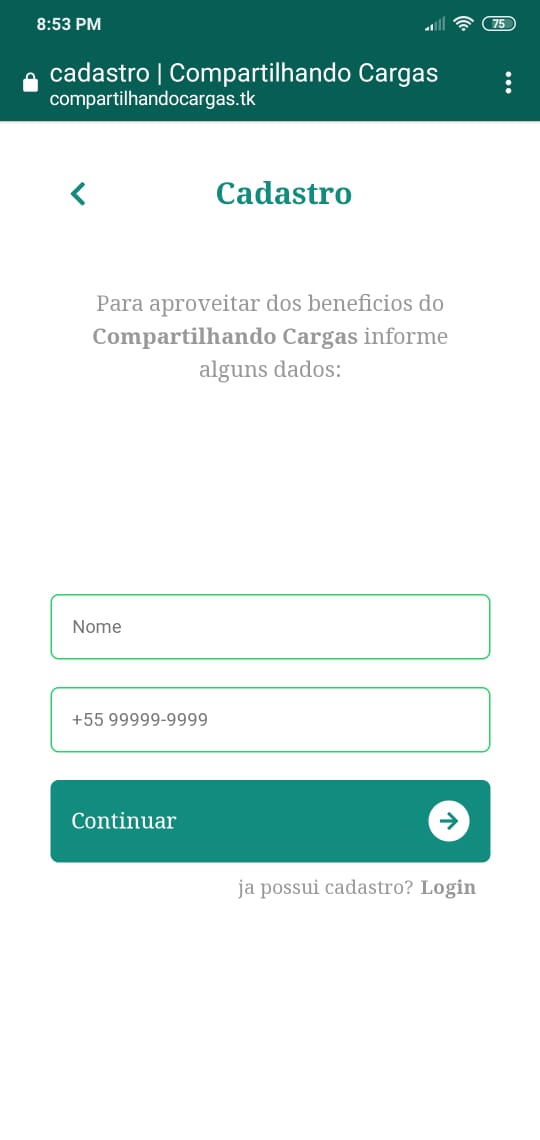 8:53 PM
75
cadastro | Compartilhando Cargas
compartilhandocargas.tk
Cadastro
Para aproveitar dos beneficios do
Compartilhando Cargas informe
alguns dados:
Nome
+55 99999-9999
Continuar
ja possui cadastro? Login